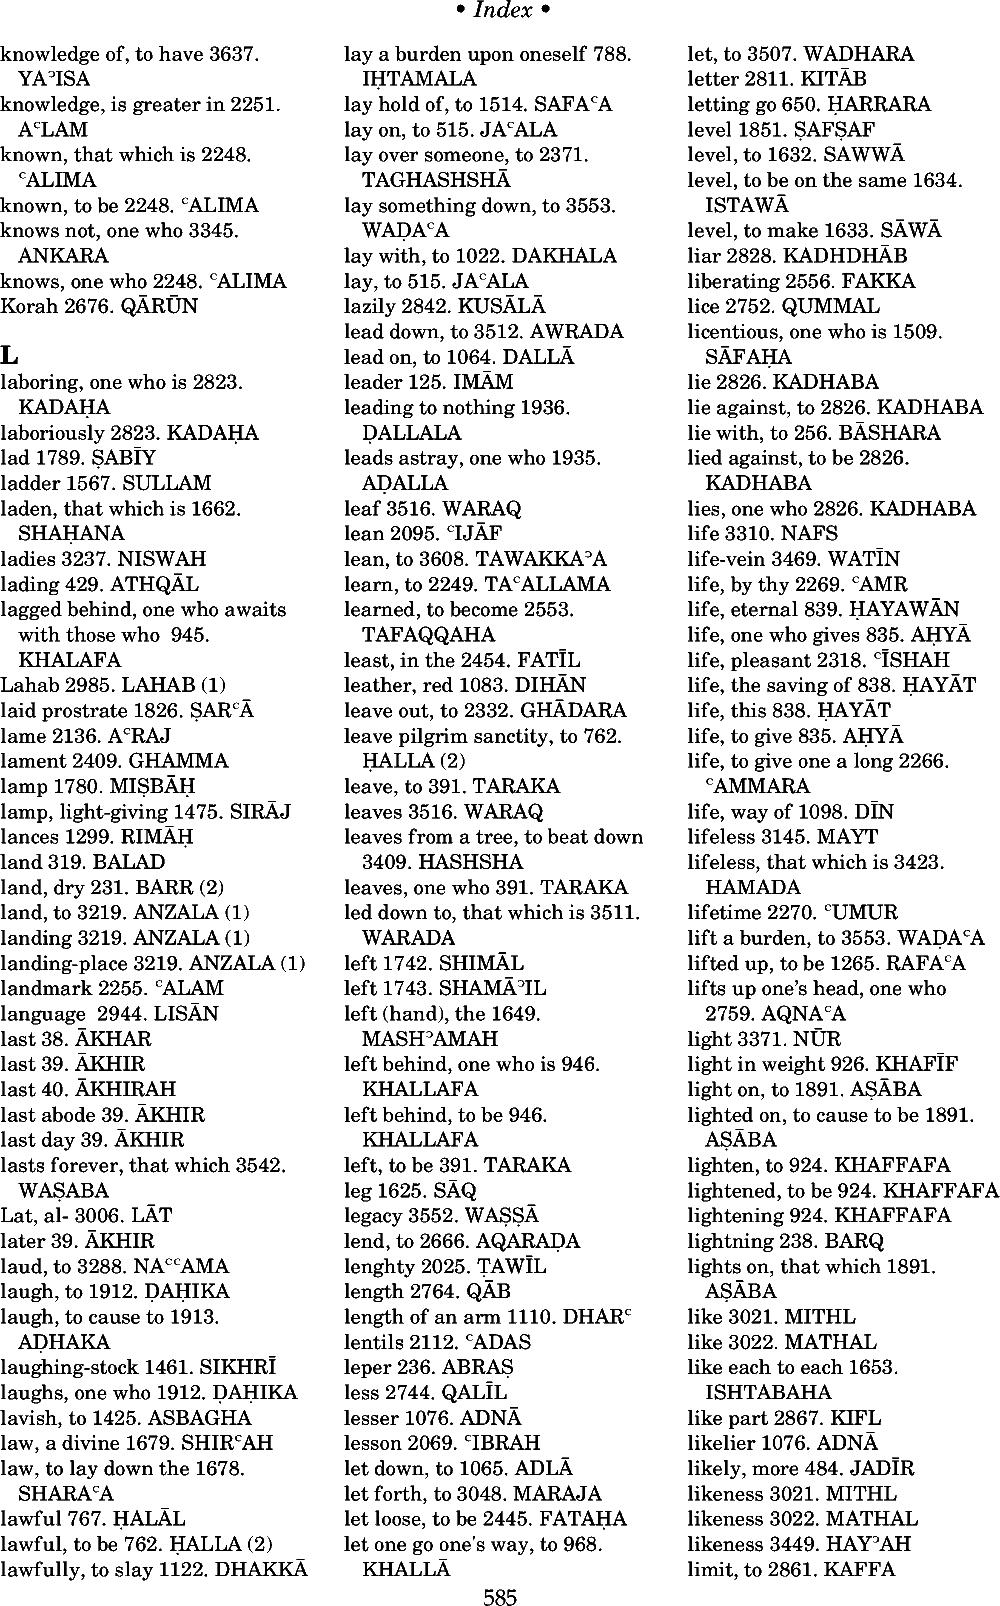 • Index •
knowledge of, to have 3637.
YAᵓISA
knowledge, is greater in 2251.
AᶜLAM
known, that which is 2248.
ᶜALIMA
known, to be 2248. ᶜALIMA
knows not, one who 3345.
ANKARA
knows, one who 2248. ᶜALIMA
Korah 2676. QĀRŪN
L
laboring, one who is 2823.
KADAḤA
laboriously 2823. KADAḤA
lad 1789. ṢABĪY
ladder 1567. SULLAM
laden, that which is 1662.
SHAḤANA
ladies 3237. NISWAH
lading 429. ATHQĀL
lagged behind, one who awaits
with those who 945.
KHALAFA
Lahab 2985. LAHAB (1)
laid prostrate 1826. ṢARᶜĀ
lame 2136. AᶜRAJ
lament 2409. GHAMMA
lamp 1780. MIṢBĀḤ
lamp, light-giving 1475. SIRĀJ
lances 1299. RIMĀḤ
land 319. BALAD
land, dry 231. BARR (2)
land, to 3219. ANZALA (1)
landing 3219. ANZALA (1)
landing-place 3219. ANZALA (1)
landmark 2255. ᶜALAM
language 2944. LISĀN
last 38. ĀKHAR
last 39. ĀKHIR
last 40. ĀKHIRAH
last abode 39. ĀKHIR
last day 39. ĀKHIR
lasts forever, that which 3542.
WAṢABA
Lat, al- 3006. LĀT
later 39. ĀKHIR
laud, to 3288. NAᶜᶜAMA
laugh, to 1912. ḌAḤIKA
laugh, to cause to 1913.
AḌHAKA
laughing-stock 1461. SIKHRĪ
laughs, one who 1912. ḌAḤIKA
lavish, to 1425. ASBAGHA
law, a divine 1679. SHIRᶜAH
law, to lay down the 1678.
SHARAᶜA
lawful 767. ḤALĀL
lawful, to be 762. ḤALLA (2)
lawfully, to slay 1122. DHAKKĀ
lay a burden upon oneself 788.
IḤTAMALA
lay hold of, to 1514. SAFAᶜA
lay on, to 515. JAᶜALA
lay over someone, to 2371.
TAGHASHSHĀ
lay something down, to 3553.
WAḌAᶜA
lay with, to 1022. DAKHALA
lay, to 515. JAᶜALA
lazily 2842. KUSĀLĀ
lead down, to 3512. AWRADA
lead on, to 1064. DALLĀ
leader 125. IMĀM
leading to nothing 1936.
ḌALLALA
leads astray, one who 1935.
AḌALLA
leaf 3516. WARAQ
lean 2095. ᶜIJĀF
lean, to 3608. TAWAKKAᵓA
learn, to 2249. TAᶜALLAMA
learned, to become 2553.
TAFAQQAHA
least, in the 2454. FATĪL
leather, red 1083. DIHĀN
leave out, to 2332. GHĀDARA
leave pilgrim sanctity, to 762.
ḤALLA (2)
leave, to 391. TARAKA
leaves 3516. WARAQ
leaves from a tree, to beat down
3409. HASHSHA
leaves, one who 391. TARAKA
led down to, that which is 3511.
WARADA
left 1742. SHIMĀL
left 1743. SHAMĀᵓIL
left (hand), the 1649.
MASHᵓAMAH
left behind, one who is 946.
KHALLAFA
left behind, to be 946.
KHALLAFA
left, to be 391. TARAKA
leg 1625. SĀQ
legacy 3552. WAṢṢĀ
lend, to 2666. AQARAḌA
lenghty 2025. ṬAWĪL
length 2764. QĀB
length of an arm 1110. DHARᶜ
lentils 2112. ᶜADAS
leper 236. ABRAṢ
less 2744. QALĪL
lesser 1076. ADNĀ
lesson 2069. ᶜIBRAH
let down, to 1065. ADLĀ
let forth, to 3048. MARAJA
let loose, to be 2445. FATAḤA
let one go one's way, to 968.
KHALLĀ
let, to 3507. WADHARA
letter 2811. KITĀB
letting go 650. ḤARRARA
level 1851. ṢAFṢAF
level, to 1632. SAWWĀ
level, to be on the same 1634.
ISTAWĀ
level, to make 1633. SĀWĀ
liar 2828. KADHDHĀB
liberating 2556. FAKKA
lice 2752. QUMMAL
licentious, one who is 1509.
SĀFAḤA
lie 2826. KADHABA
lie against, to 2826. KADHABA
lie with, to 256. BĀSHARA
lied against, to be 2826.
KADHABA
lies, one who 2826. KADHABA
life 3310. NAFS
life-vein 3469. WATĪN
life, by thy 2269. ᶜAMR
life, eternal 839. ḤAYAWĀN
life, one who gives 835. AḤYĀ
life, pleasant 2318. ᶜĪSHAH
life, the saving of 838. ḤAYĀT
life, this 838. ḤAYĀT
life, to give 835. AḤYĀ
life, to give one a long 2266.
ᶜAMMARA
life, way of 1098. DĪN
lifeless 3145. MAYT
lifeless, that which is 3423.
HAMADA
lifetime 2270. ᶜUMUR
lift a burden, to 3553. WAḌAᶜA
lifted up, to be 1265. RAFAᶜA
lifts up one's head, one who
2759. AQNAᶜA
light 3371. NŪR
light in weight 926. KHAFĪF
light on, to 1891. AṢĀBA
lighted on, to cause to be 1891.
AṢĀBA
lighten, to 924. KHAFFAFA
lightened, to be 924. KHAFFAFA
lightening 924. KHAFFAFA
lightning 238. BARQ
lights on, that which 1891.
AṢĀBA
like 3021. MITHL
like 3022. MATHAL
like each to each 1653.
ISHTABAHA
like part 2867. KIFL
likelier 1076. ADNĀ
likely, more 484. JADĪR
likeness 3021. MITHL
likeness 3022. MATHAL
likeness 3449. HAYᵓAH
limit, to 2861. KAFFA
585